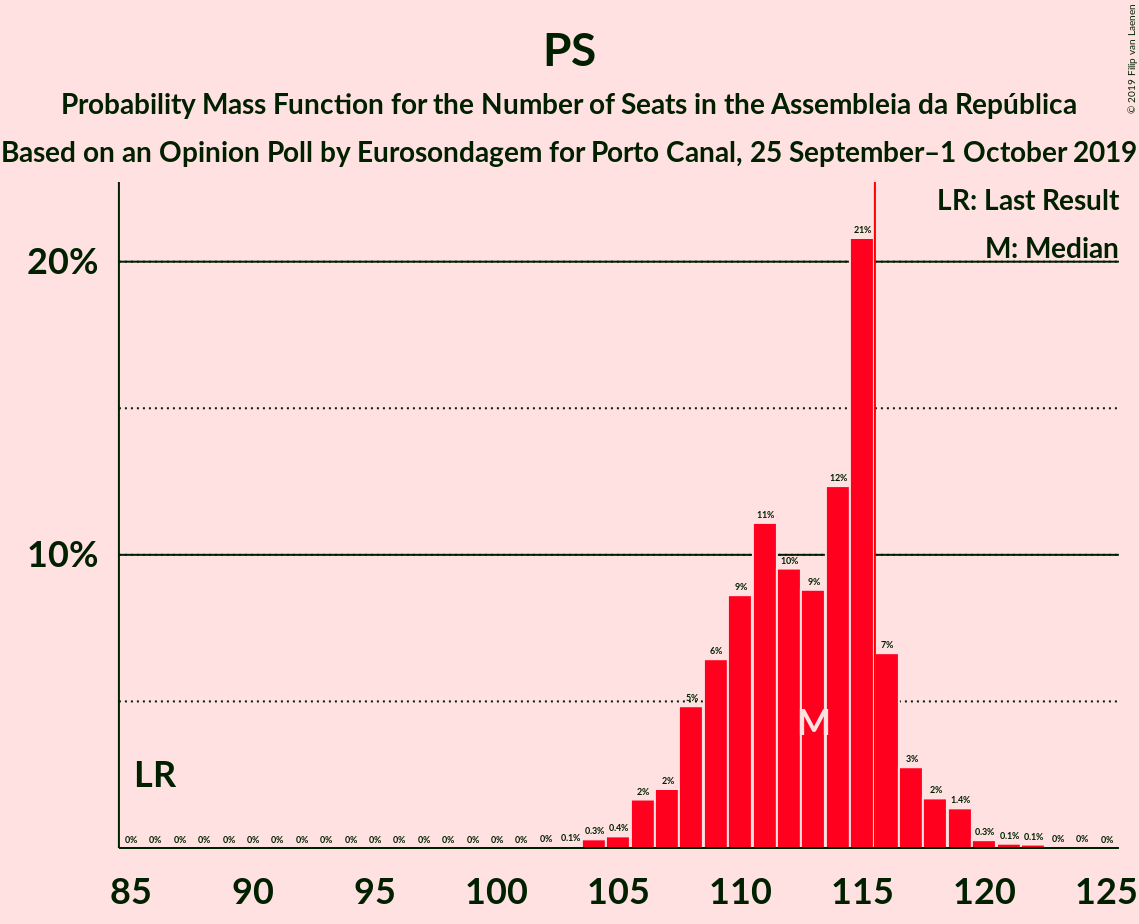 PS
Probability Mass Function for the Number of Seats in the Assembleia da República
Based on an Opinion Poll by Eurosondagem for Porto Canal, 25 September–1 October 2019
© 2019 Filip van Laenen
LR: Last Result
M: Median
20%
10%
LR
M
0% 0% 0% 0% 0% 0% 0% 0% 0% 0% 0% 0% 0% 0% 0% 0% 0% 0% 0.1% 0.3% 0.4% 2% 2% 5% 6% 9% 11% 10% 9% 12% 21% 7% 3% 2% 1.4% 0.3% 0.1% 0.1% 0% 0% 0%
85 90 95 100 105 110 115 120 125